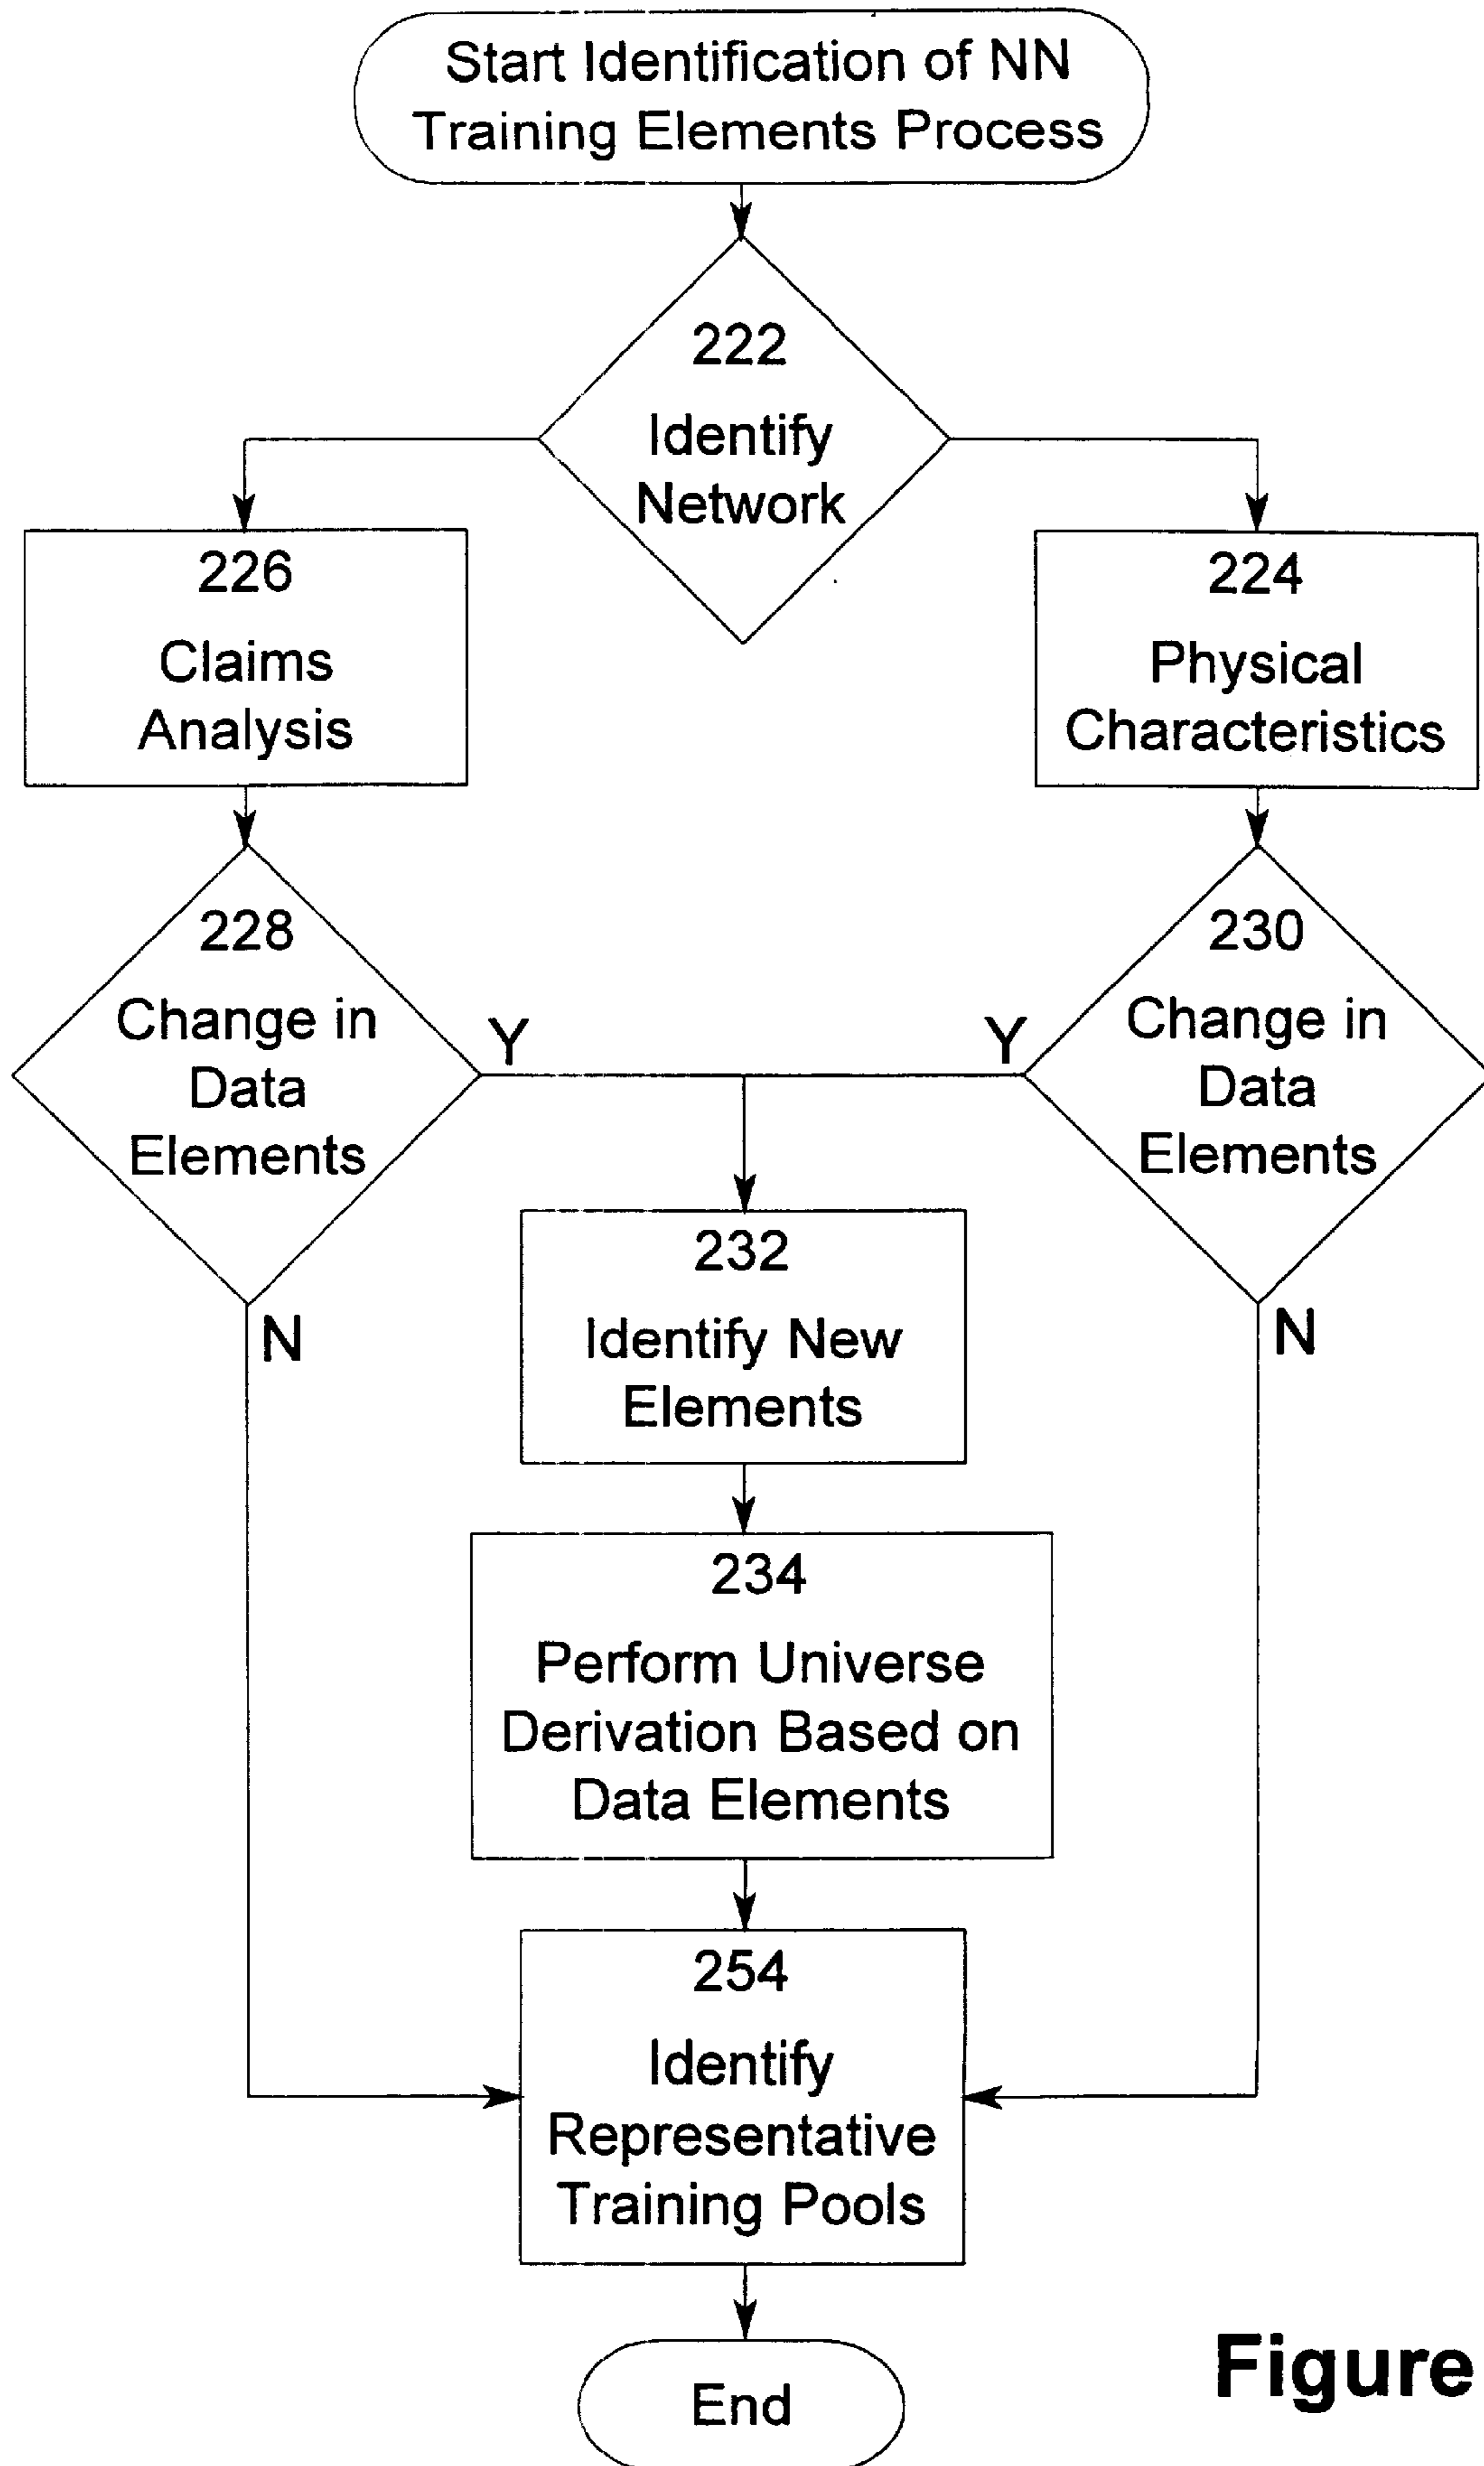 Start Identification of NN
Training Elements Process
222
Identify
Network
226
Claims
Analysis
224
Physical
Characteristics
228
Change in
Data
Elements
Y
N
230
Change in
Data
Elements
Y
N
232
Identify New
Elements
234
Perform Universe
Derivation Based on
Data Elements
254
Identify
Representative
Training Pools
End
Figure